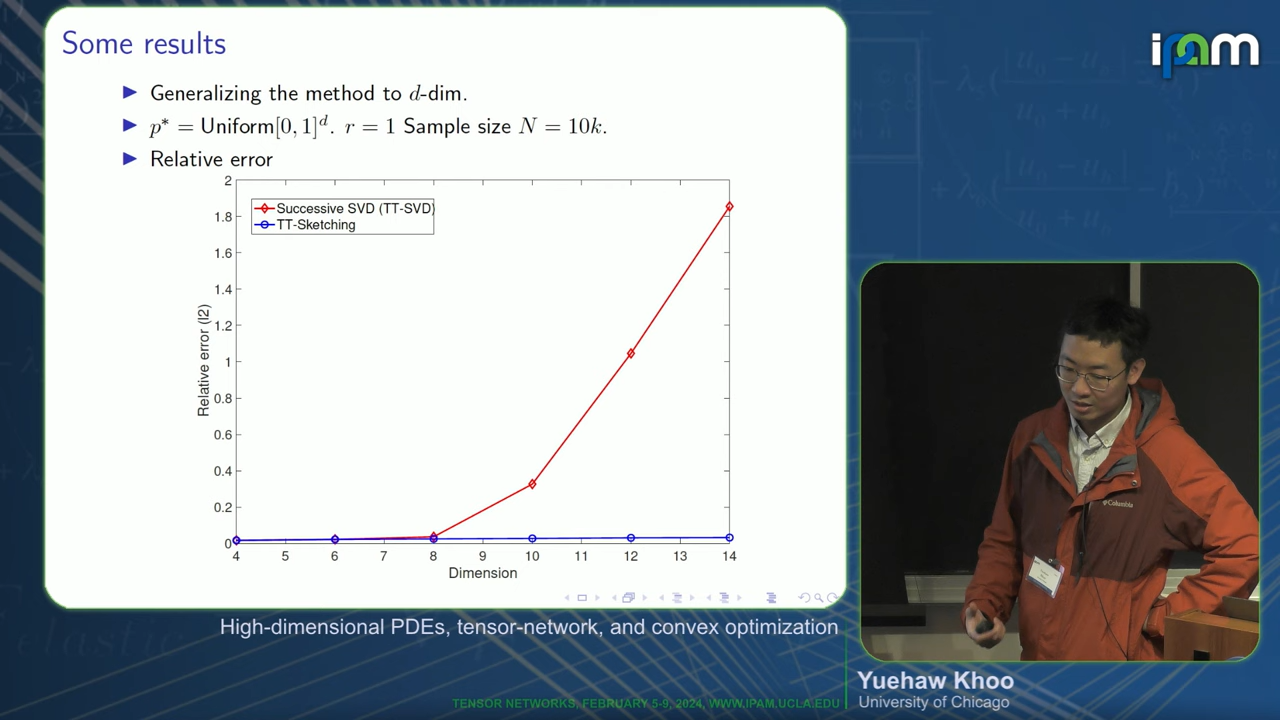 Some results
Generalizing the method to d-dim.
p* = Uniform[0, 1]^d. r = 1 Sample size N = 10k.
Relative error
2
1.8
1.6
1.4
1.2
1
0.8
0.6
0.4
0.2
0
Relative error (l2)
Successive SVD (TT-SVD)
TT-Sketching
4 5 6 7 8 9 10 11 12 13 14
Dimension
ipam
Columbia
High-dimensional PDEs, tensor-network, and convex optimization
Yuehaw Khoo
University of Chicago
TENSOR NETWORKS, FEBRUARY 5-9, 2024, WWW.IPAM.UCLA.EDU